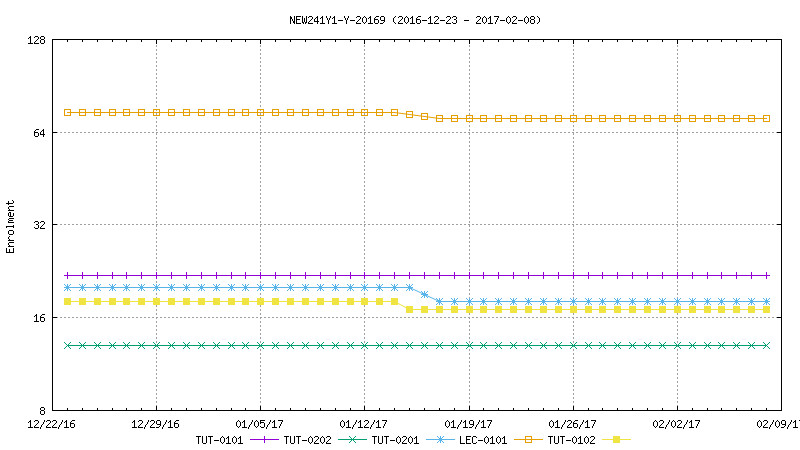 NEW241Y1-Y-20169 (2016-12-23 - 2017-02-08)
128
64
32
16
8
Enrolment
12/22/16 12/29/16 01/05/17 01/12/17 01/19/17 01/26/17 02/02/17 02/09/1
TUT-0101 TUT-0202 TUT-0201 LEC-0101 TUT-0102